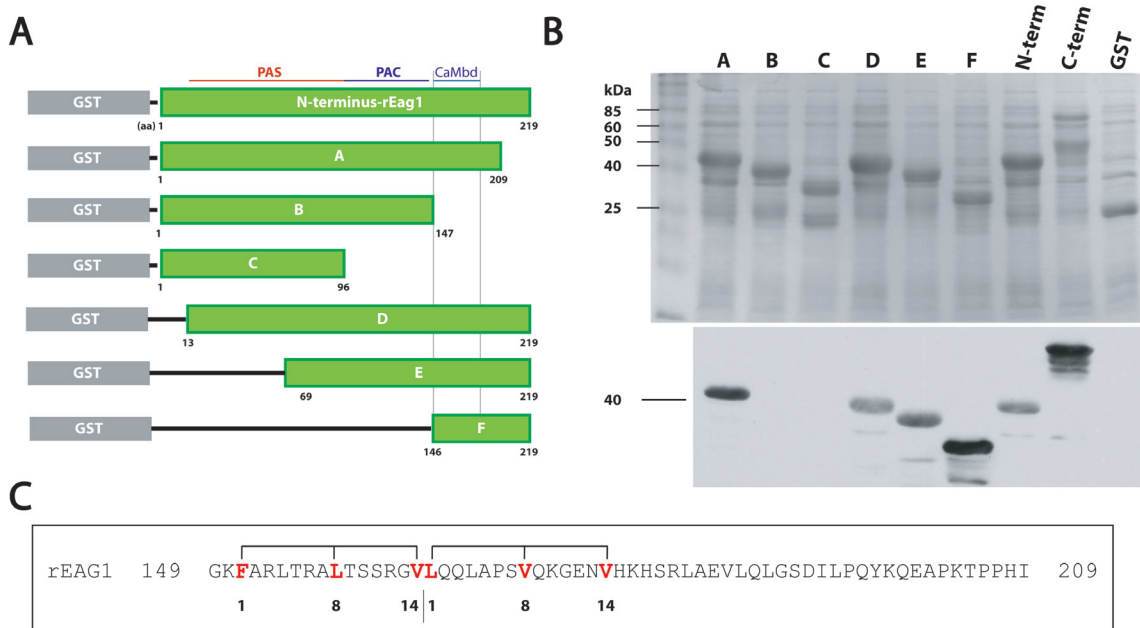 A
PAS PAC CaMbd
GST N-terminus-rEag1
(aa) 1 219
GST A
1 209
GST B
1 147
GST C
1 96
GST D
13 219
GST E
69 219
GST F
146 219
B
A B C D E F N-term C-term GST
kDa
85
60
50
40
25
40
C
rEAG1 149 GKFARLTRALTSSRGVLQQLAPSVQKGENVHKHSRLAEVLQLGSDILPQYKQEAPKTPPHI 209
1 8 14 1 8 14